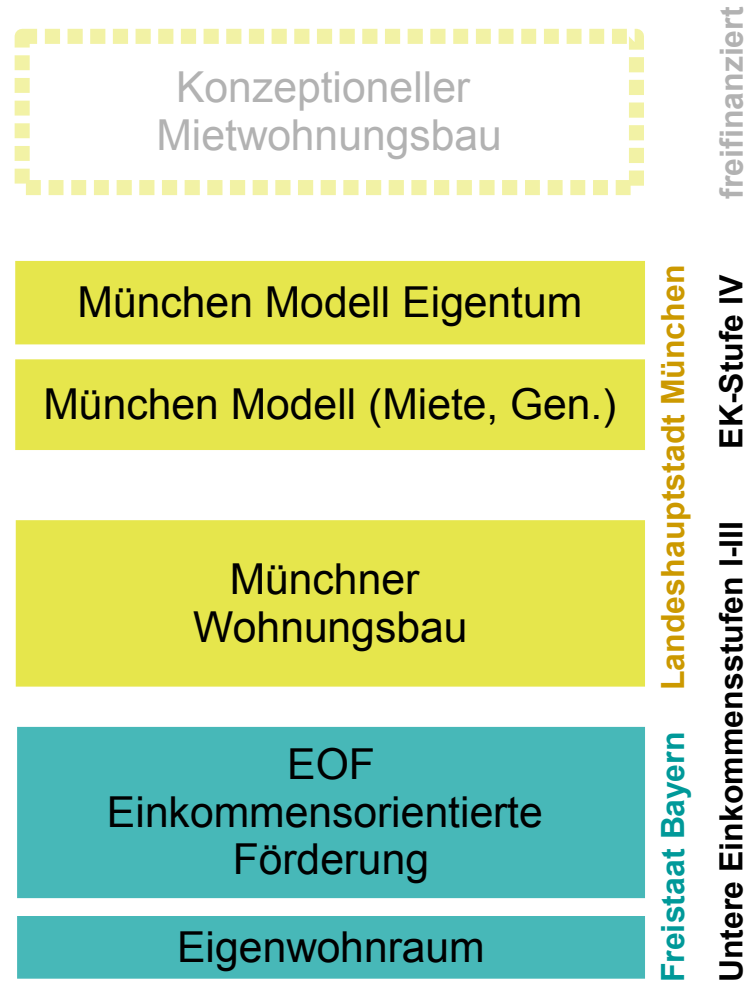 Konzeptioneller
Mietwohnungsbau
freifinanziert
München Modell Eigentum
München Modell (Miete, Gen.)
Landeshauptstadt München
EK-Stufe IV
Münchner
Wohnungsbau
EOF
Einkommensorientierte
Förderung
Eigenwohnraum
Freistaat Bayern
Untere Einkommensstufen I-III